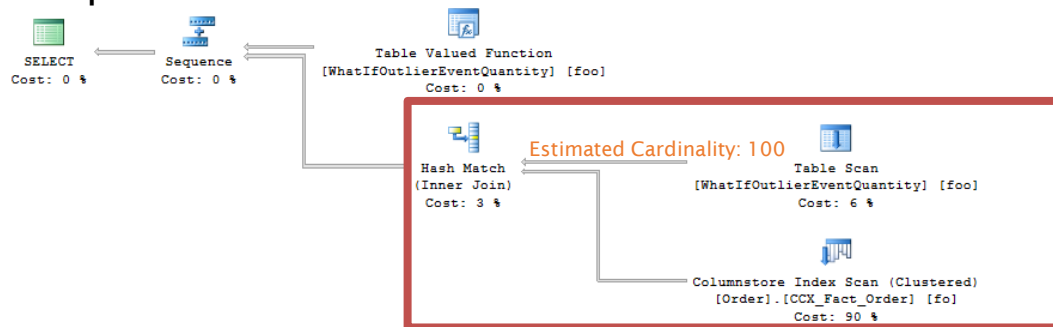 SELECT
Cost: 0 %
Sequence
Cost: 0 %
Table Valued Function
[WhatIfOutlierEventQuantity] [foo]
Cost: 0 %
Hash Match
(Inner Join)
Cost: 3 %
Estimated Cardinality: 100
Table Scan
[WhatIfOutlierEventQuantity] [foo]
Cost: 6 %
Columnstore Index Scan (Clustered)
[Order].[CCX_Fact_Order] [fo]
Cost: 90 %